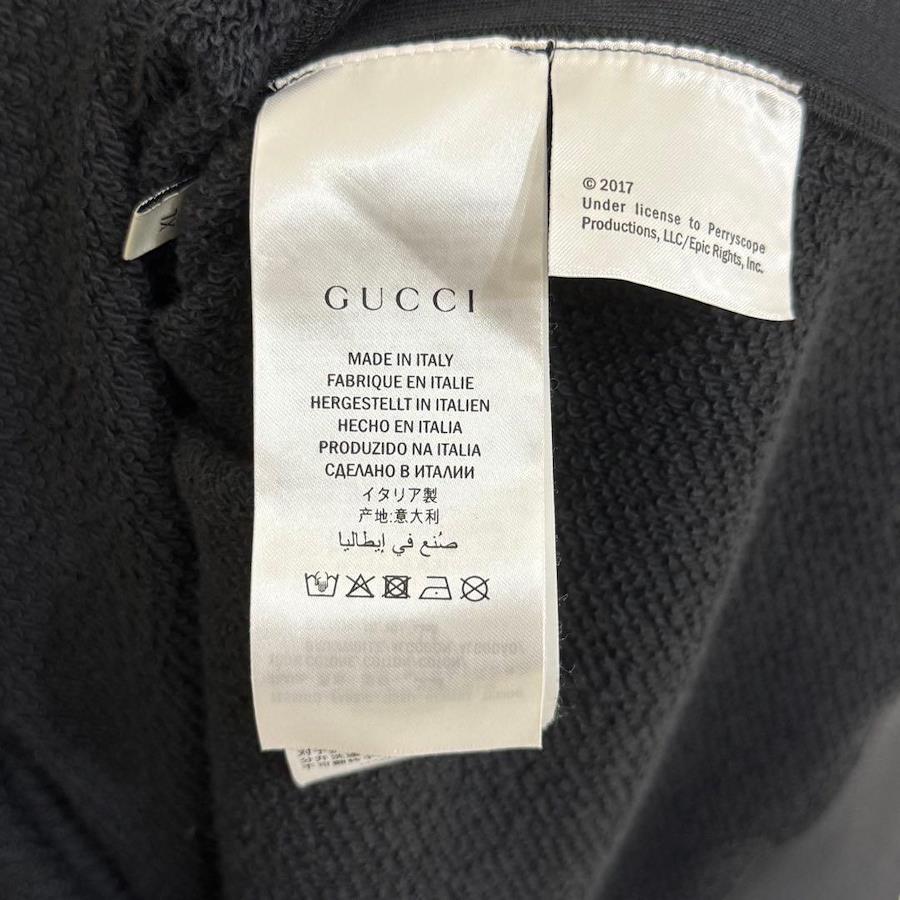 XL
GUCCI
MADE IN ITALY
FABRIQUE EN ITALIE
HERGESTELLT IN ITALIEN
HECHO EN ITALIA
PRODUZIDO NA ITALIA
СДЕЛАНО В ИТАЛИИ
イタリア製
产地:意大利
صُنع في إيطاليا
© 2017
Under license to Perryscope
Productions, LLC/Epic Rights, Inc.